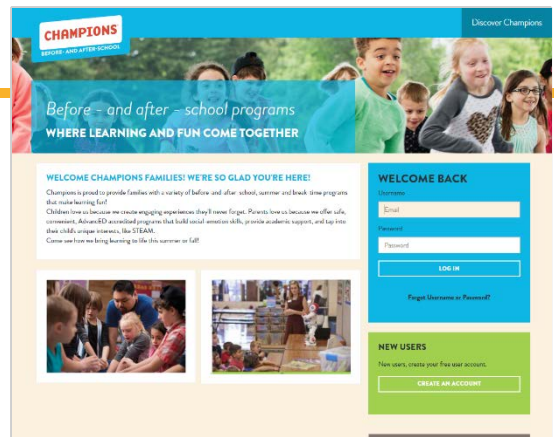 Discover Champions
CHAMPIONS
BEFORE- AND AFTER-SCHOOL
Before - and after - school programs
WHERE LEARNING AND FUN COME TOGETHER
WELCOME CHAMPIONS FAMILIES! WE'RE SO GLAD YOU'RE HERE!
Champions is proud to provide families with a variety of before and after school, summer and break time programs
that make learning fun!
Children love us because we create engaging experiences they'll never forget. Parents love us because we offer safe,
convenient, AdvancED accredited programs that build social-emotion skills, provide academic support, and tap into
their child's unique interests, like STEAM.
Come see how we bring learning to life this summer or fall!
WELCOME BACK
Username
Email
Password
Password
LOG IN
Forgot Username or Password?
NEW USERS
New users, create your free user account.
CREATE AN ACCOUNT